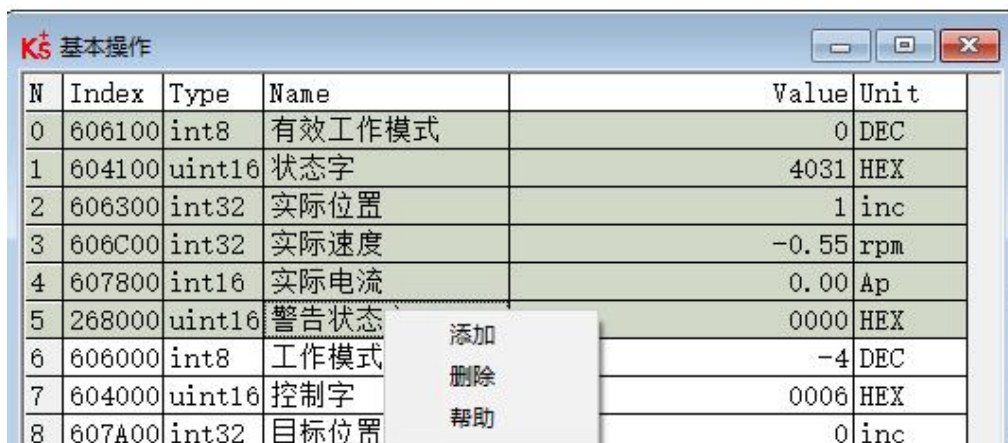 Ks+ 基本操作
N Index Type Name Value Unit
0 606100 int8 有效工作模式 0 DEC
1 604100 uint16 状态字 4031 HEX
2 606300 int32 实际位置 1 inc
3 606C00 int32 实际速度 -0.55 rpm
4 607800 int16 实际电流 0.00 Ap
5 268000 uint16 警告状态 0000 HEX
添加
6 606000 int8 工作模式 -4 DEC
删除
7 604000 uint16 控制字 0006 HEX
帮助
8 607A00 int32 目标位置 0 inc